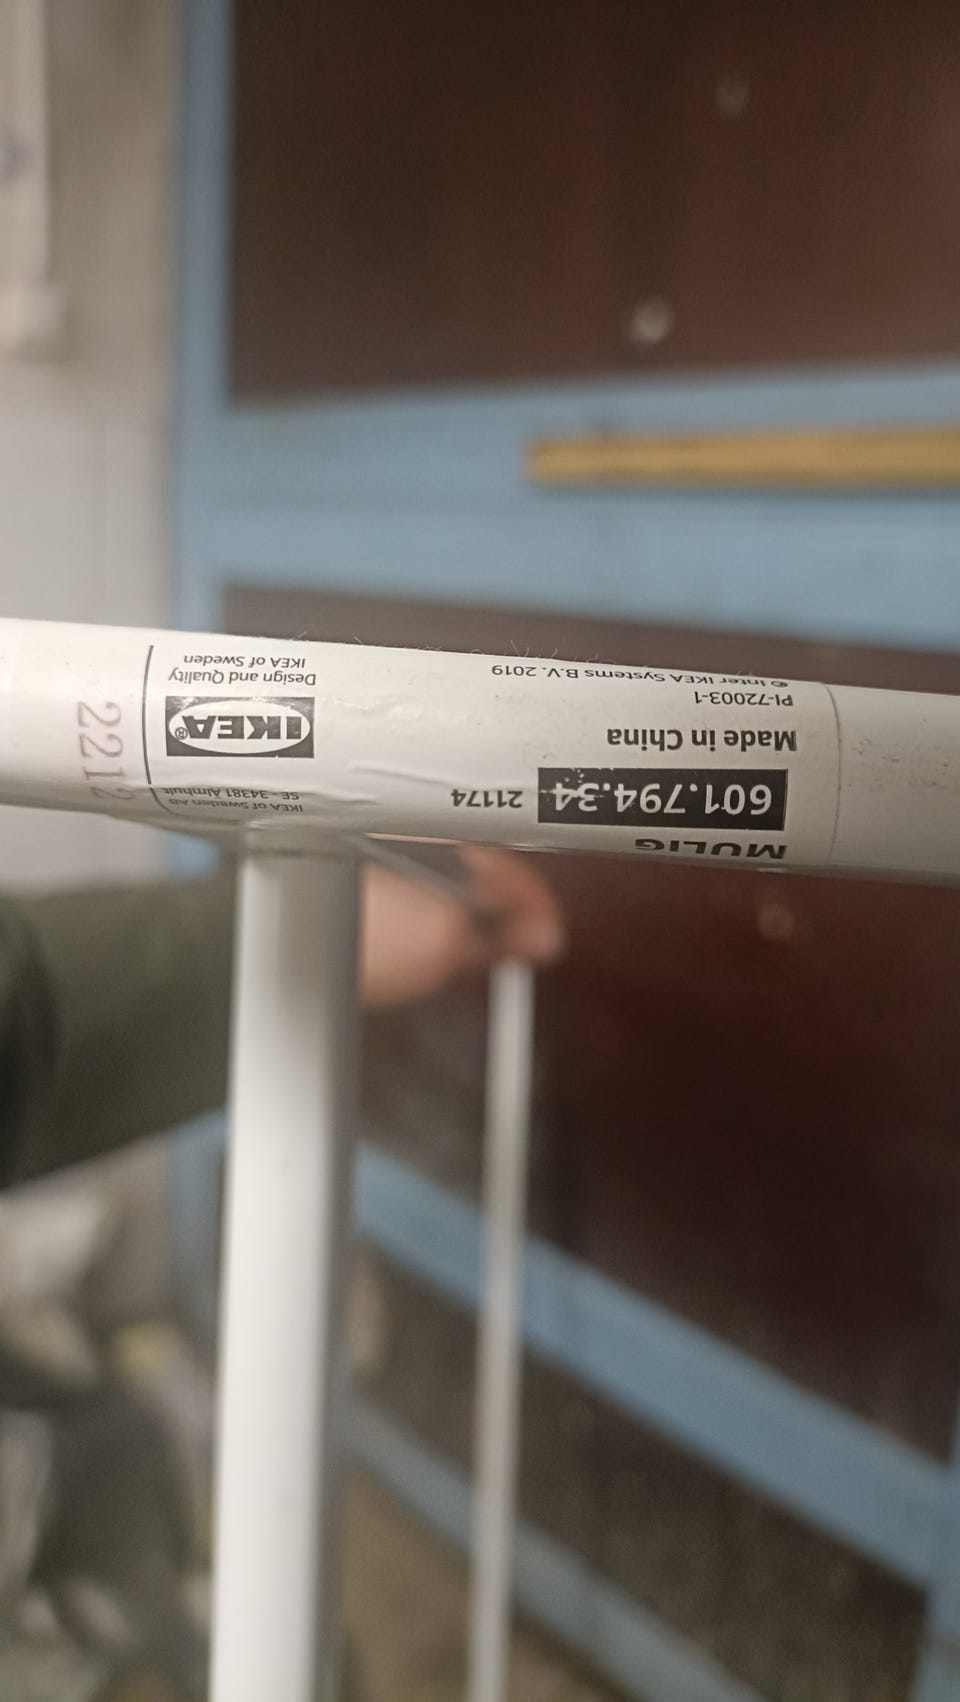 MULIG
601.794.34 21174
Made in China
PI-72003-1
© Inter IKEA Systems B.V. 2019
IKEA of Sweden AB
SE - 34381 Älmhult
IKEA®
Design and Quality
IKEA of Sweden
2212